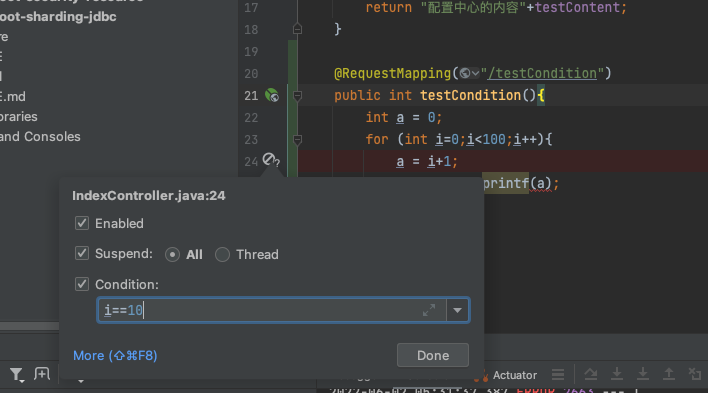 17 return "配置中心的内容"+testContent;
oot-sharding-jdbc
18 }
re
19
E
20 @RequestMapping("/testCondition")
21 public int testCondition(){
E.md
22 int a = 0;
braries
23 for (int i=0;i<100;i++){
and Consoles
24 a = i+1;
printf(a);
IndexController.java:24
Enabled
Suspend: All Thread
Condition:
i==10
More (⇧⌘F8) Done
Actuator